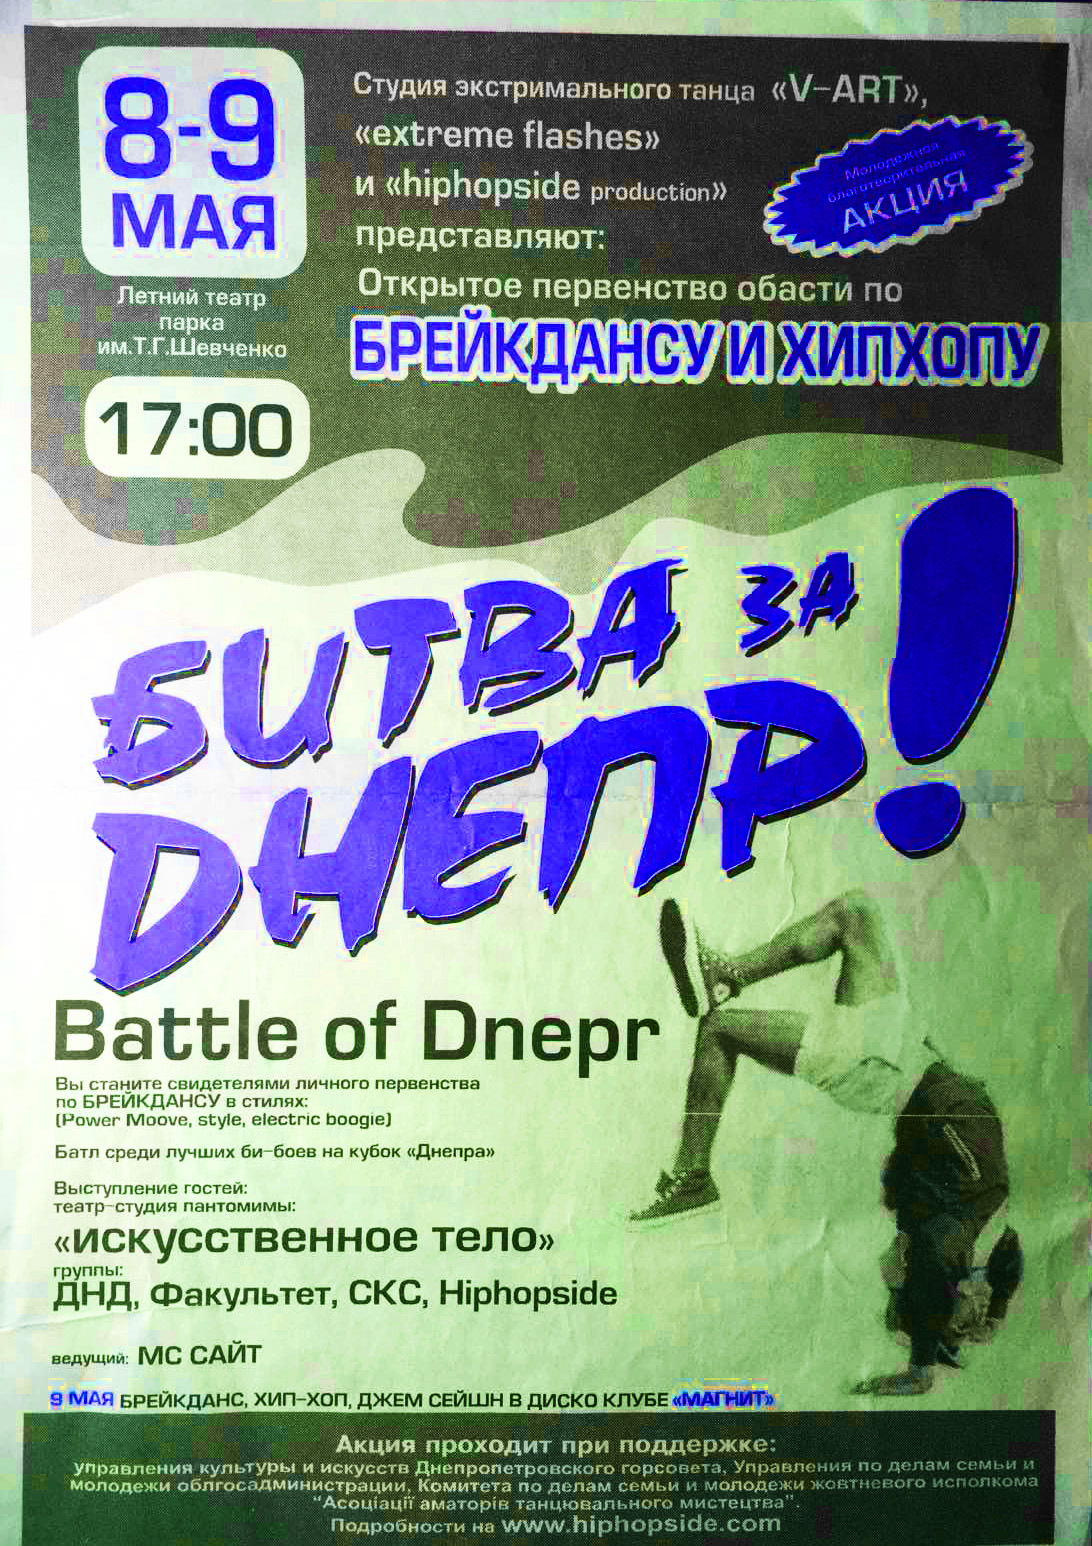 8-9
МАЯ
Летний театр
парка
им.Т.Г.Шевченко
17:00
Студия экстримального танца «V-ART»,
«extreme flashes»
и «hiphopside production»
представляют:
Молодежная
благотворительная
АКЦИЯ
Открытое первенство обасти по
БРЕЙКДАНСУ И ХИПХОПУ
БИТВА ЗА
ДНЕПР!
Battle of Dnepr
Вы станите свидетелями личного первенства
по БРЕЙКДАНСУ в стилях:
(Power Moove, style, electric boogie)
Батл среди лучших би-боев на кубок «Днепра»
Выступление гостей:
театр-студия пантомимы:
«искусственное тело»
группы:
ДНД, Факультет, СКС, Hiphopside
ведущий: МС САЙТ
9 МАЯ БРЕЙКДАНС, ХИП-ХОП, ДЖЕМ СЕЙШН В ДИСКО КЛУБЕ «МАГНИТ»
Акция проходит при поддержке:
Управления культуры и искусств Днепропетровского горсовета, Управления по делам семьи и
молодежи облгосадминистрации, Комитета по делам семьи и молодежи жовтневого исполкома
"Асоціації аматорів танцювального мистецтва".
Подробности на www.hiphopside.com